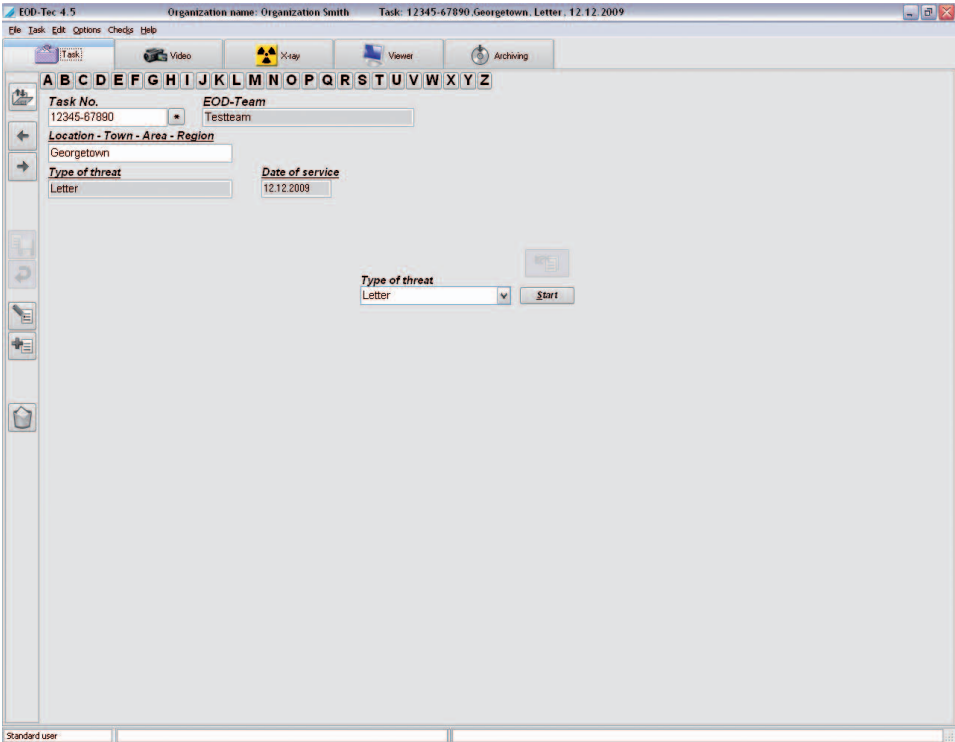 EOD-Tec 4.5 Organization name: Organization Smith Task: 12345-67890,Georgetown, Letter, 12.12.2009
File Task Edit Options Checks Help
Task Video X-ray Viewer Archiving
A B C D E F G H I J K L M N O P Q R S T U V W X Y Z
Task No. EOD-Team
12345-67890 * Testteam
Location - Town - Area - Region
Georgetown
Type of threat Date of service
Letter 12.12.2009
Type of threat
Letter Start
Standard user